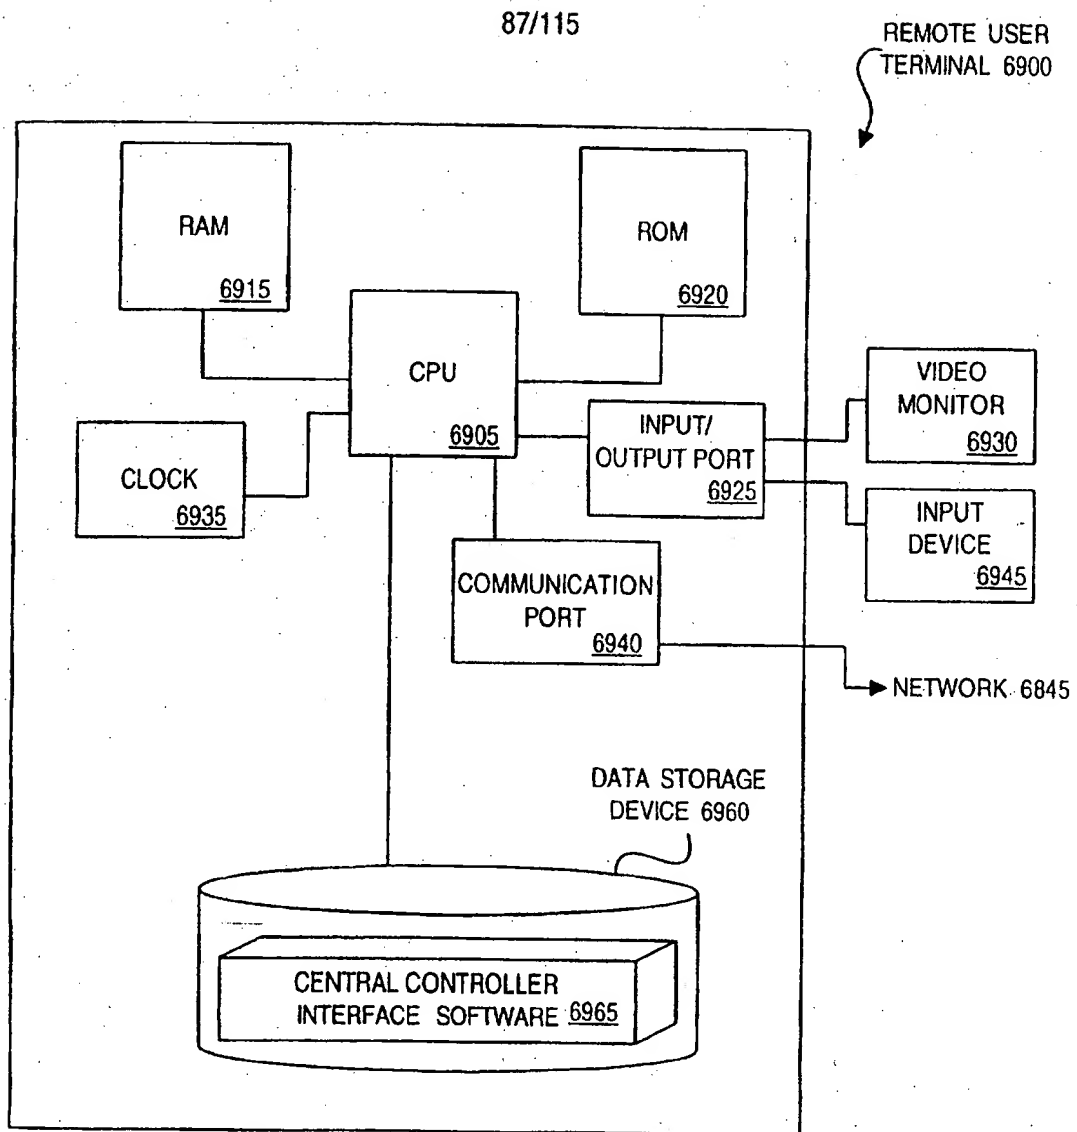 87/115
REMOTE USER
TERMINAL 6900
RAM
6915
ROM
6920
CPU
6905
CLOCK
6935
INPUT/
OUTPUT PORT
6925
VIDEO
MONITOR
6930
INPUT
DEVICE
6945
COMMUNICATION
PORT
6940
NETWORK 6845
DATA STORAGE
DEVICE 6960
CENTRAL CONTROLLER
INTERFACE SOFTWARE 6965